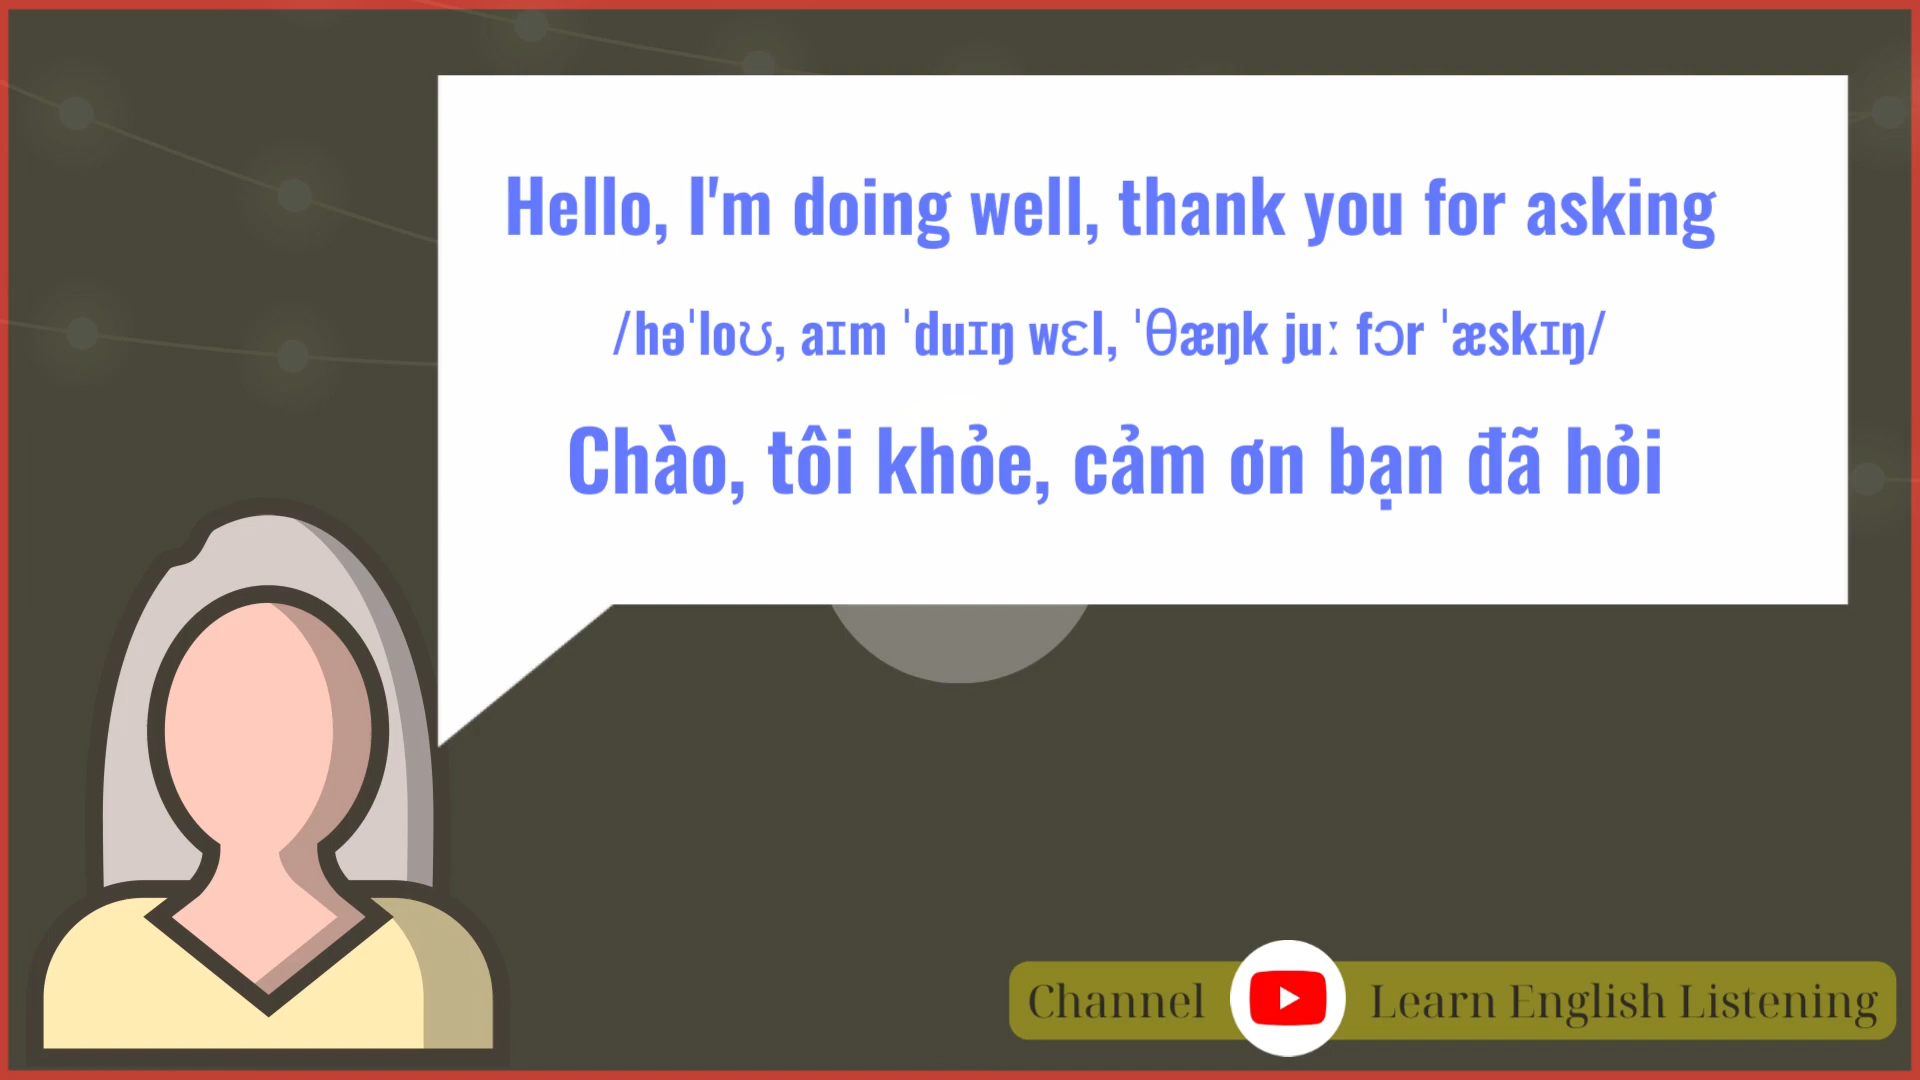 Hello, I'm doing well, thank you for asking
/həˈloʊ, aɪm ˈduɪŋ wɛl, ˈθæŋk juː fɔr ˈæskɪŋ/
Chào, tôi khỏe, cảm ơn bạn đã hỏi
Channel Learn English Listening